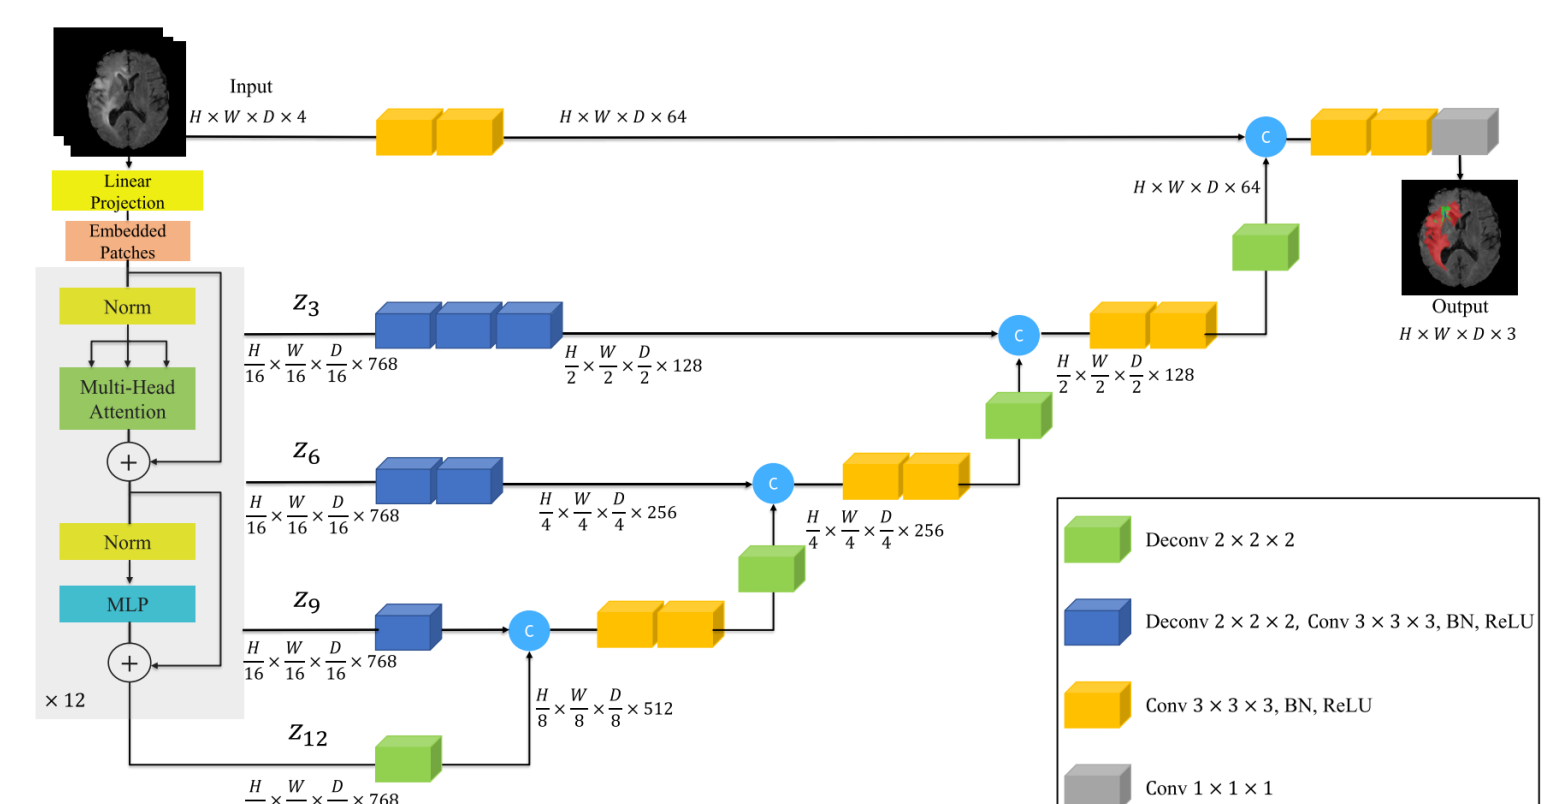 Input
H × W × D × 4
H × W × D × 64
C
Linear
Projection
H × W × D × 64
Embedded
Patches
Norm
Z3
H/16 × W/16 × D/16 × 768
H/2 × W/2 × D/2 × 128
C
H/2 × W/2 × D/2 × 128
Output
H × W × D × 3
Multi-Head
Attention
+
Z6
H/16 × W/16 × D/16 × 768
H/4 × W/4 × D/4 × 256
C
H/4 × W/4 × D/4 × 256
Norm
MLP
Z9
H/16 × W/16 × D/16 × 768
C
+
× 12
H/8 × W/8 × D/8 × 512
Z12
H × W × D × 768
Deconv 2 × 2 × 2
Deconv 2 × 2 × 2, Conv 3 × 3 × 3, BN, ReLU
Conv 3 × 3 × 3, BN, ReLU
Conv 1 × 1 × 1